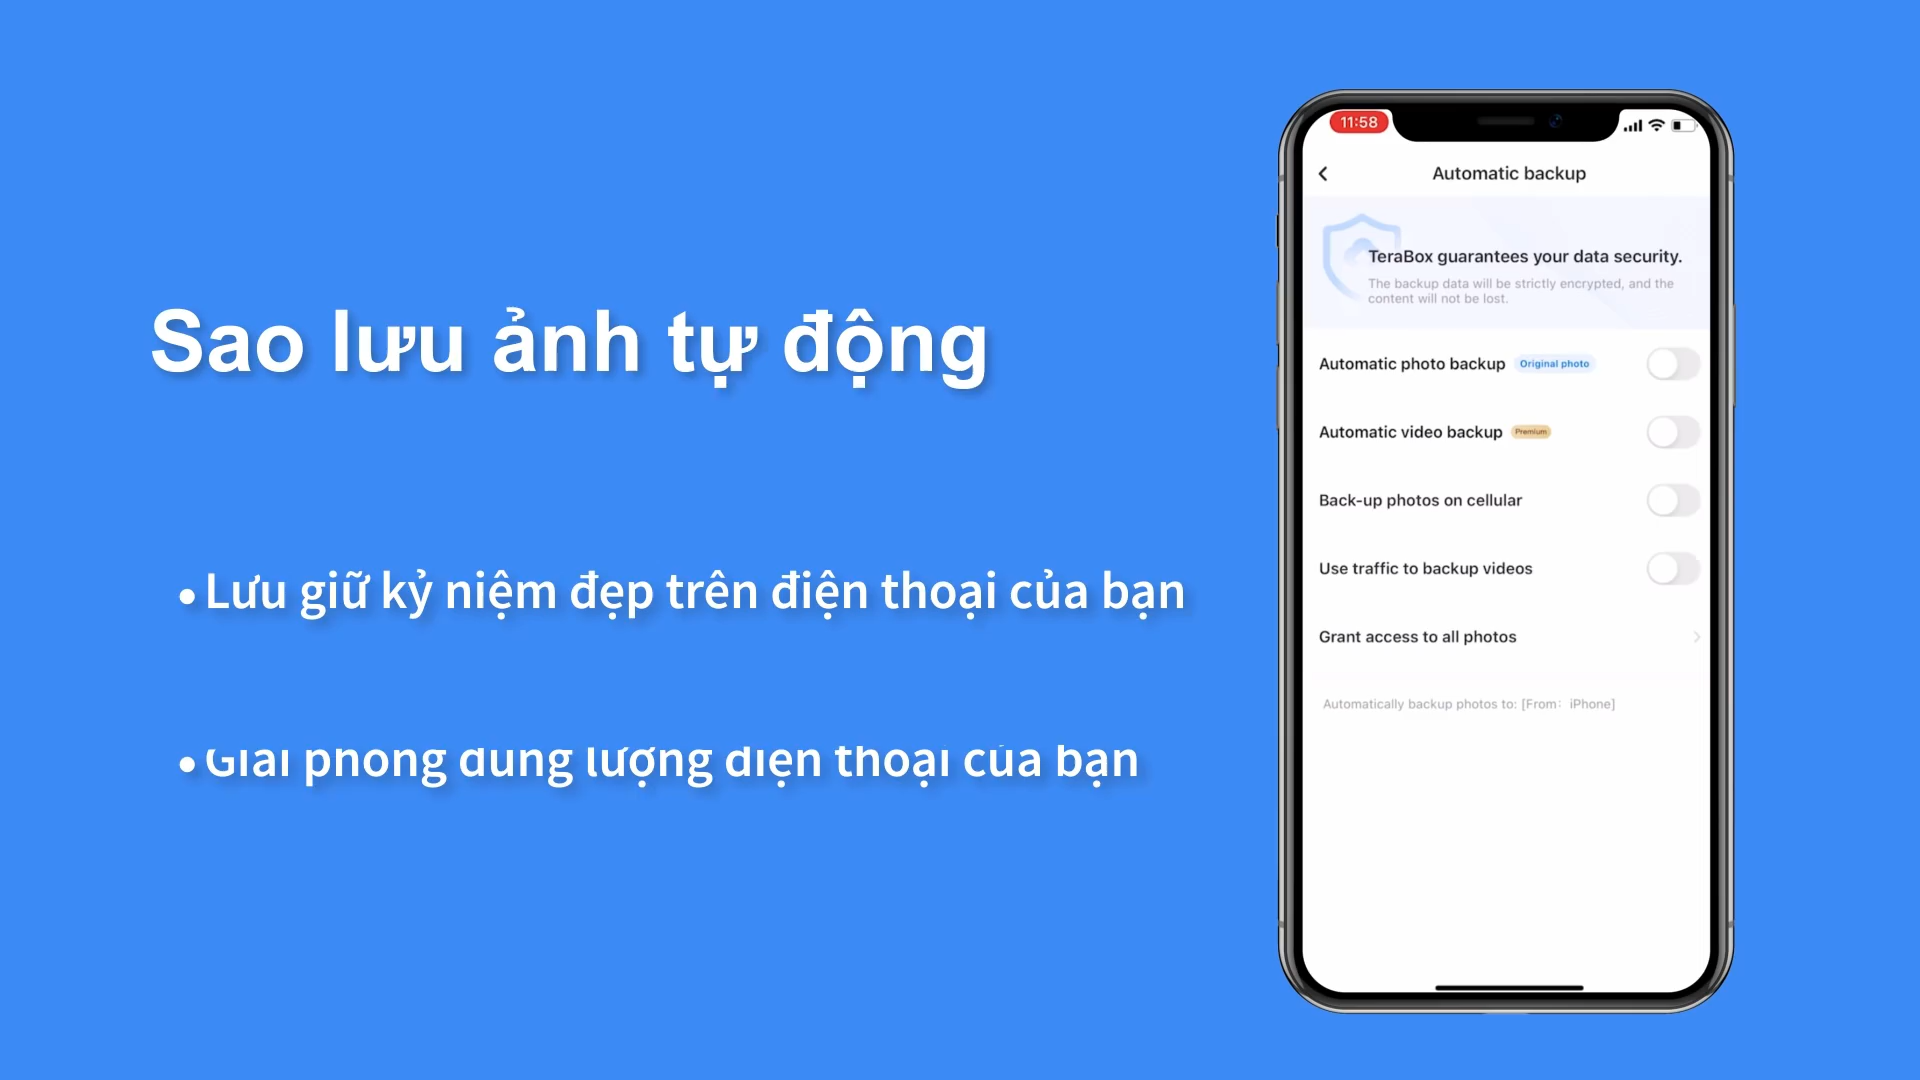 Sao lưu ảnh tự động
•Lưu giữ kỷ niệm đẹp trên điện thoại của bạn
•Giải phóng dung lượng điện thoại của bạn
11:58
Automatic backup
TeraBox guarantees your data security.
The backup data will be strictly encrypted, and the
content will not be lost.
Automatic photo backup Original photo
Automatic video backup Premium
Back-up photos on cellular
Use traffic to backup videos
Grant access to all photos
Automatically backup photos to: [From: iPhone]